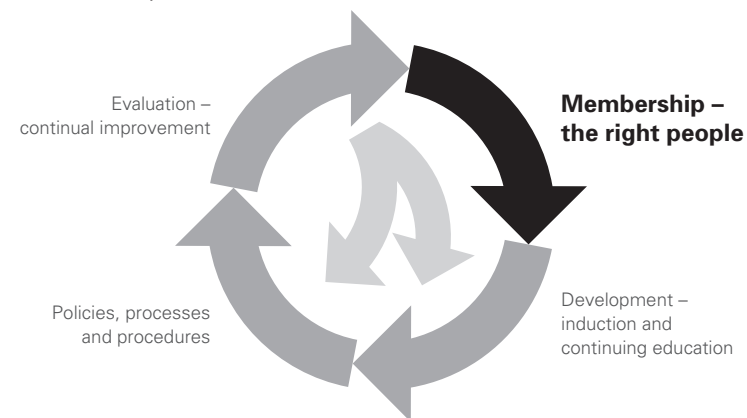 Evaluation –
continual improvement
Membership –
the right people
Policies, processes
and procedures
Development –
induction and
continuing education